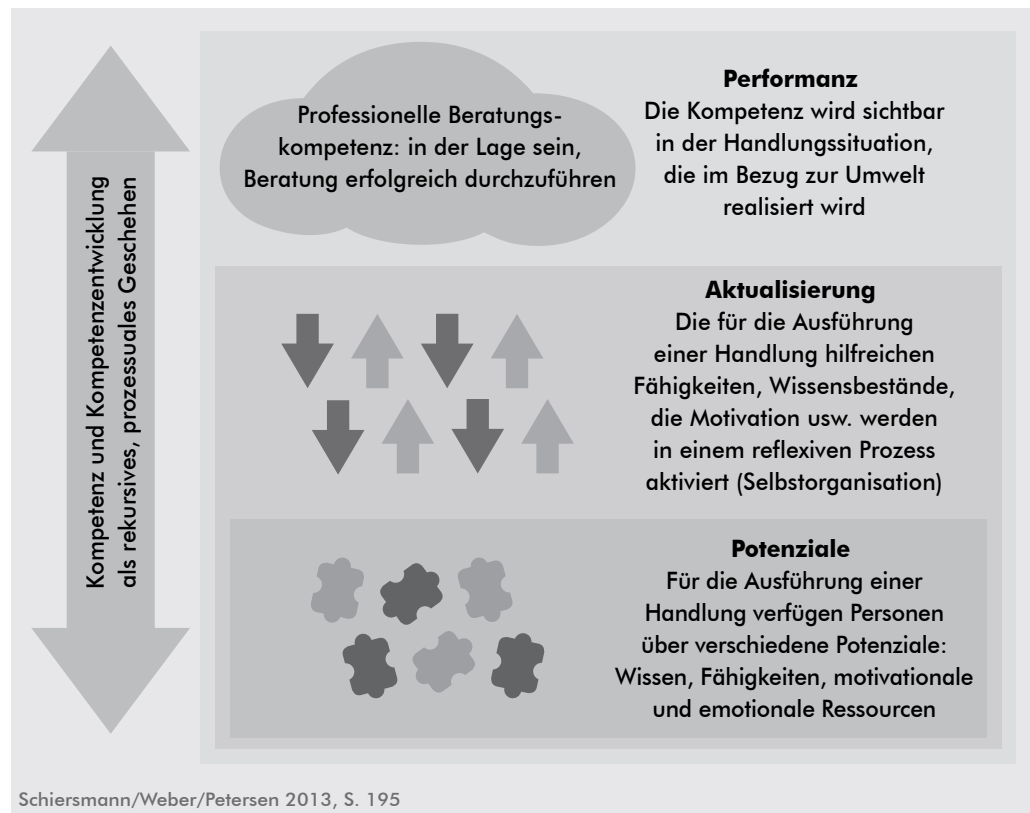 Kompetenz und Kompetenzentwicklung
als rekursives, prozessuales Geschehen
Professionelle Beratungs-
kompetenz: in der Lage sein,
Beratung erfolgreich durchzuführen
Performanz
Die Kompetenz wird sichtbar
in der Handlungssituation,
die im Bezug zur Umwelt
realisiert wird
Aktualisierung
Die für die Ausführung
einer Handlung hilfreichen
Fähigkeiten, Wissensbestände,
die Motivation usw. werden
in einem reflexiven Prozess
aktiviert (Selbstorganisation)
Potenziale
Für die Ausführung einer
Handlung verfügen Personen
über verschiedene Potenziale:
Wissen, Fähigkeiten, motivationale
und emotionale Ressourcen
Schiersmann/Weber/Petersen 2013, S. 195